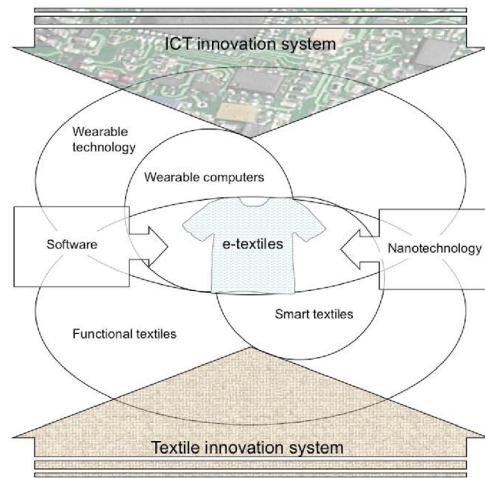 ICT innovation system
Wearable
technology
Wearable computers
Software
e-textiles
Nanotechnology
Smart textiles
Functional textiles
Textile innovation system